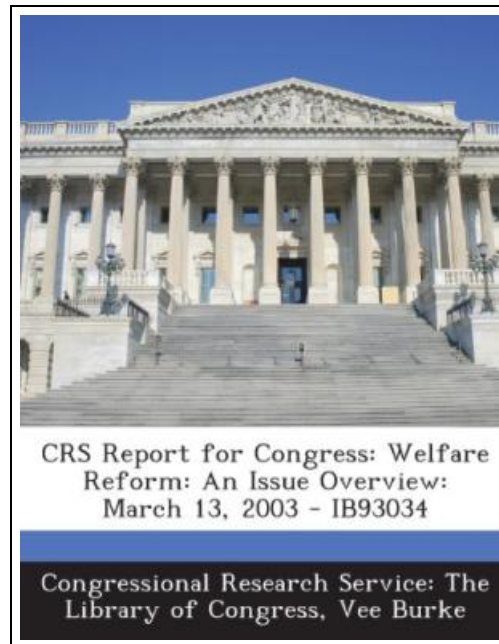 CRS Report for Congress: Welfare
Reform: An Issue Overview:
March 13, 2003 - IB93034
Congressional Research Service: The
Library of Congress, Vee Burke